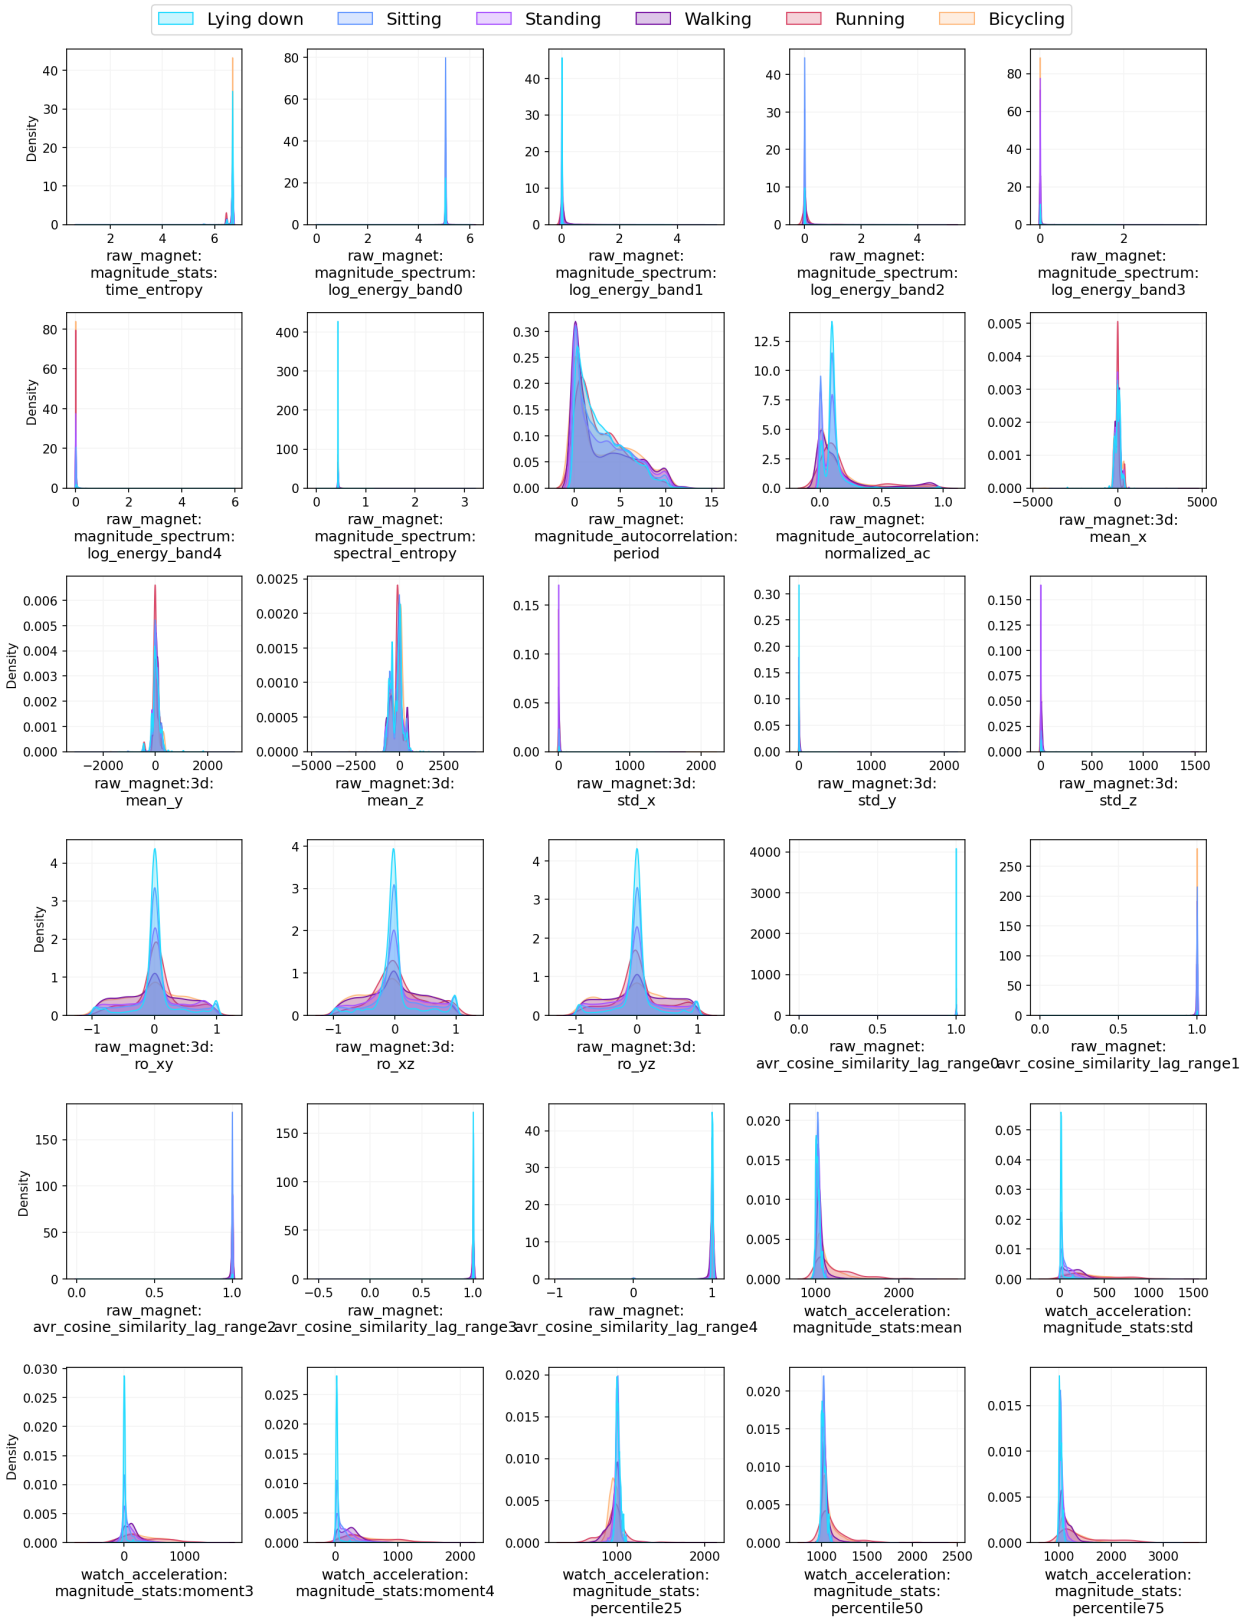 Lying down Sitting Standing Walking Running Bicycling
Density
0 10 20 30 40
2 4 6
raw_magnet:
magnitude_stats:
time_entropy
0 20 40 60 80
0 2 4 6
raw_magnet:
magnitude_spectrum:
log_energy_band0
0 10 20 30 40
0 2 4
raw_magnet:
magnitude_spectrum:
log_energy_band1
0 10 20 30 40
0 2 4
raw_magnet:
magnitude_spectrum:
log_energy_band2
0 20 40 60 80
0 2
raw_magnet:
magnitude_spectrum:
log_energy_band3
Density
0 20 40 60 80
0 2 4 6
raw_magnet:
magnitude_spectrum:
log_energy_band4
0 100 200 300 400
0 1 2 3
raw_magnet:
magnitude_spectrum:
spectral_entropy
0.00 0.05 0.10 0.15 0.20 0.25 0.30
0 5 10 15
raw_magnet:
magnitude_autocorrelation:
period
0.0 2.5 5.0 7.5 10.0 12.5
0.0 0.5 1.0
raw_magnet:
magnitude_autocorrelation:
normalized_ac
0.000 0.001 0.002 0.003 0.004 0.005
−5000 0 5000
raw_magnet:3d:
mean_x
Density
0.000 0.001 0.002 0.003 0.004 0.005 0.006
−2000 0 2000
raw_magnet:3d:
mean_y
0.0000 0.0005 0.0010 0.0015 0.0020 0.0025
−5000 −2500 0 2500
raw_magnet:3d:
mean_z
0.00 0.05 0.10 0.15
0 1000 2000
raw_magnet:3d:
std_x
0.00 0.05 0.10 0.15 0.20 0.25 0.30
0 1000 2000
raw_magnet:3d:
std_y
0.000 0.025 0.050 0.075 0.100 0.125 0.150
0 500 1000 1500
raw_magnet:3d:
std_z
Density
0 1 2 3 4
−1 0 1
raw_magnet:3d:
ro_xy
0 1 2 3 4
−1 0 1
raw_magnet:3d:
ro_xz
0 1 2 3 4
−1 0 1
raw_magnet:3d:
ro_yz
0 1000 2000 3000 4000
0.0 0.5 1.0
raw_magnet:
avr_cosine_similarity_lag_range0
0 50 100 150 200 250
0.0 0.5 1.0
raw_magnet:
avr_cosine_similarity_lag_range1
Density
0 50 100 150
0.0 0.5 1.0
raw_magnet:
avr_cosine_similarity_lag_range2
0 25 50 75 100 125 150
−0.5 0.0 0.5 1.0
raw_magnet:
avr_cosine_similarity_lag_range3
0 10 20 30 40
−1 0 1
raw_magnet:
avr_cosine_similarity_lag_range4
0.000 0.005 0.010 0.015 0.020
1000 2000
watch_acceleration:
magnitude_stats:mean
0.00 0.01 0.02 0.03 0.04 0.05
0 500 1000 1500
watch_acceleration:
magnitude_stats:std
Density
0.000 0.005 0.010 0.015 0.020 0.025 0.030
0 1000
watch_acceleration:
magnitude_stats:moment3
0.000 0.005 0.010 0.015 0.020 0.025
0 1000 2000
watch_acceleration:
magnitude_stats:moment4
0.000 0.005 0.010 0.015 0.020
1000 2000
watch_acceleration:
magnitude_stats:
percentile25
0.000 0.005 0.010 0.015 0.020
1000 1500 2000 2500
watch_acceleration:
magnitude_stats:
percentile50
0.000 0.005 0.010 0.015
1000 2000 3000
watch_acceleration:
magnitude_stats:
percentile75